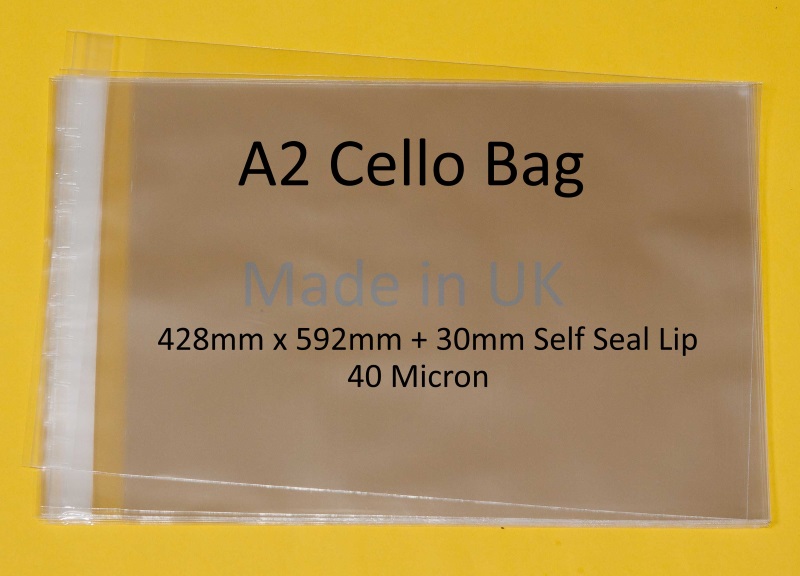 A2 Cello Bag
Made in UK
428mm x 592mm + 30mm Self Seal Lip
40 Micron